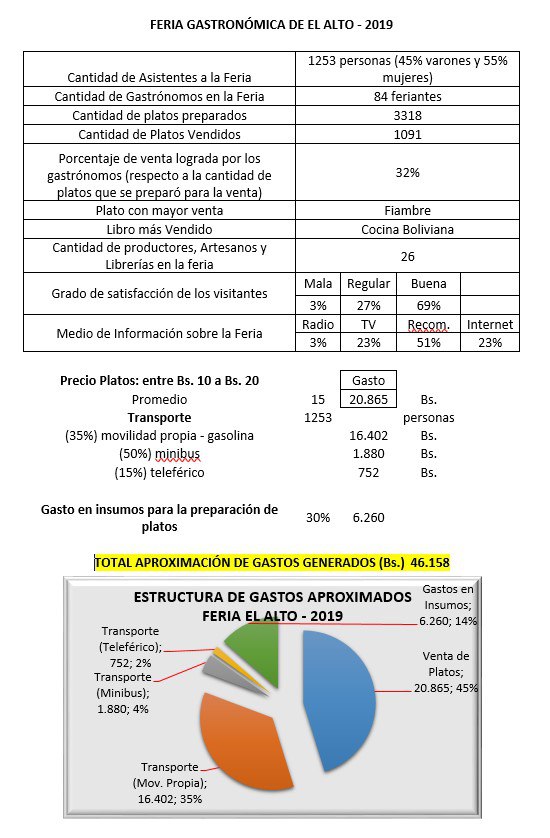 FERIA GASTRONÓMICA DE EL ALTO - 2019
Cantidad de Asistentes a la Feria
1253 personas (45% varones y 55%
mujeres)
Cantidad de Gastrónomos en la Feria
84 feriantes
Cantidad de platos preparados
3318
Cantidad de Platos Vendidos
1091
Porcentaje de venta lograda por los
gastrónomos (respecto a la cantidad de
platos que se preparó para la venta)
32%
Plato con mayor venta
Fiambre
Libro más Vendido
Cocina Boliviana
Cantidad de productores, Artesanos y
Librerías en la feria
26
Grado de satisfacción de los visitantes
Mala Regular Buena
3% 27% 69%
Medio de Información sobre la Feria
Radio TV Recom. Internet
3% 23% 51% 23%
Precio Platos: entre Bs. 10 a Bs. 20 Gasto
Promedio 15 20.865 Bs.
Transporte 1253 personas
(35%) movilidad propia - gasolina 16.402 Bs.
(50%) minibus 1.880 Bs.
(15%) teleférico 752 Bs.
Gasto en insumos para la preparación de
platos
30% 6.260
TOTAL APROXIMACIÓN DE GASTOS GENERADOS (Bs.) 46.158
ESTRUCTURA DE GASTOS APROXIMADOS
FERIA EL ALTO - 2019
Gastos en
Insumos;
6.260; 14%
Transporte
(Teleférico);
752; 2%
Venta de
Platos;
20.865; 45%
Transporte
(Minibus);
1.880; 4%
Transporte
(Mov. Propia);
16.402; 35%